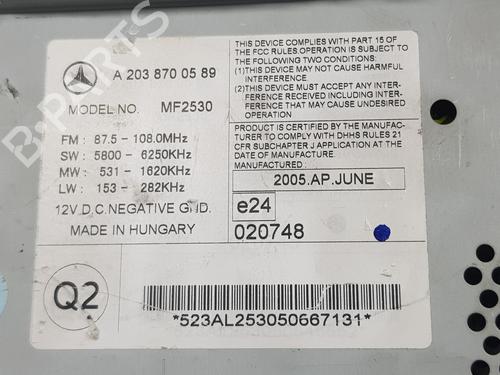 A 203 870 05 89
MODEL NO. MF2530
FM : 87.5 - 108.0MHz
SW : 5800 - 6250KHz
MW : 531 - 1620KHz
LW : 153 - 282KHz
12V D.C.NEGATIVE GND.
MADE IN HUNGARY
THIS DEVICE COMPLIES WITH PART 15 OF
THE FCC RULES.OPERATION IS SUBJECT TO
THE FOLLOWING TWO CONDITIONS:
(1)THIS DEVICE MAY NOT CAUSE HARMFUL
INTERFERENCE.
(2)THIS DEVICE MUST ACCEPT ANY INTER-
FERENCE RECEIVED INCLUDING INTER-
FERENCE THAT MAY CAUSE UNDESIRED
OPERATION
PRODUCT IS CERTIFIED BY THE MANUFAC-
TURER TO COMPLY WITH DHHS RULES 21
CFR SUBCHAPTER J APPLICATION AT THE
DATE OF MANUFACTURE
MANUFACTURED :
2005.AP.JUNE
e24
020748
Q2
*523AL253050667131*
B-PARTS